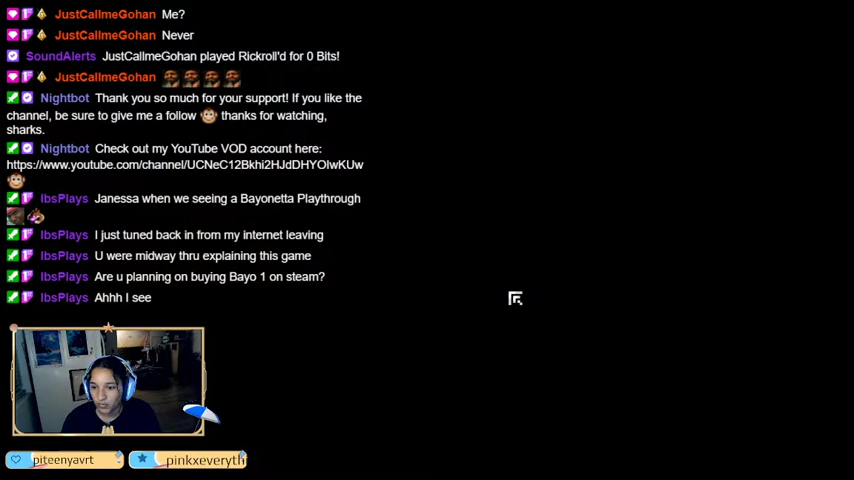 JustCallmeGohan Me?
JustCallmeGohan Never
SoundAlerts JustCallmeGohan played Rickroll'd for 0 Bits!
JustCallmeGohan
Nightbot Thank you so much for your support! If you like the
channel, be sure to give me a follow thanks for watching,
sharks.
Nightbot Check out my YouTube VOD account here:
https://www.youtube.com/channel/UCNeC12Bkhi2HJdDHYOlwKUw
IbsPlays Janessa when we seeing a Bayonetta Playthrough
IbsPlays I just tuned back in from my internet leaving
IbsPlays U were midway thru explaining this game
IbsPlays Are u planning on buying Bayo 1 on steam?
IbsPlays Ahhh I see
piteenyavrt pinkxeveryth